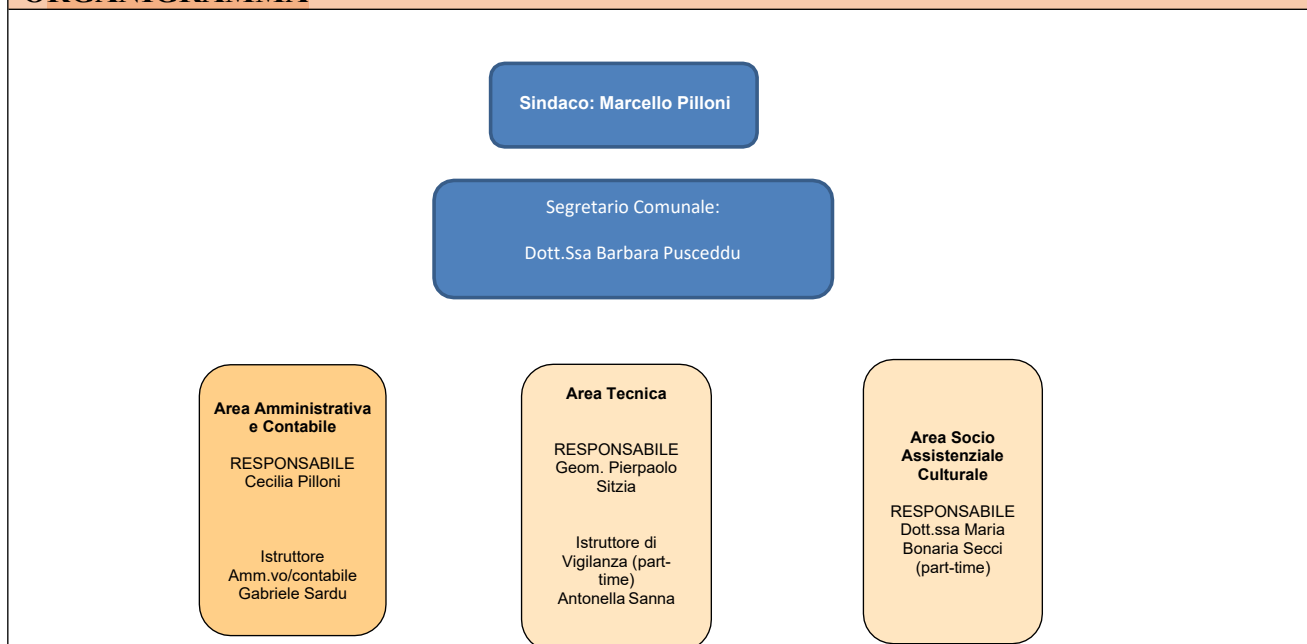 ORGANIGRAMMA
Sindaco: Marcello Pilloni
Segretario Comunale:
Dott.Ssa Barbara Pusceddu
Area Amministrativa
e Contabile
RESPONSABILE
Cecilia Pilloni
Istruttore
Amm.vo/contabile
Gabriele Sardu
Area Tecnica
RESPONSABILE
Geom. Pierpaolo
Sitzia
Istruttore di
Vigilanza (part-
time)
Antonella Sanna
Area Socio
Assistenziale
Culturale
RESPONSABILE
Dott.ssa Maria
Bonaria Secci
(part-time)